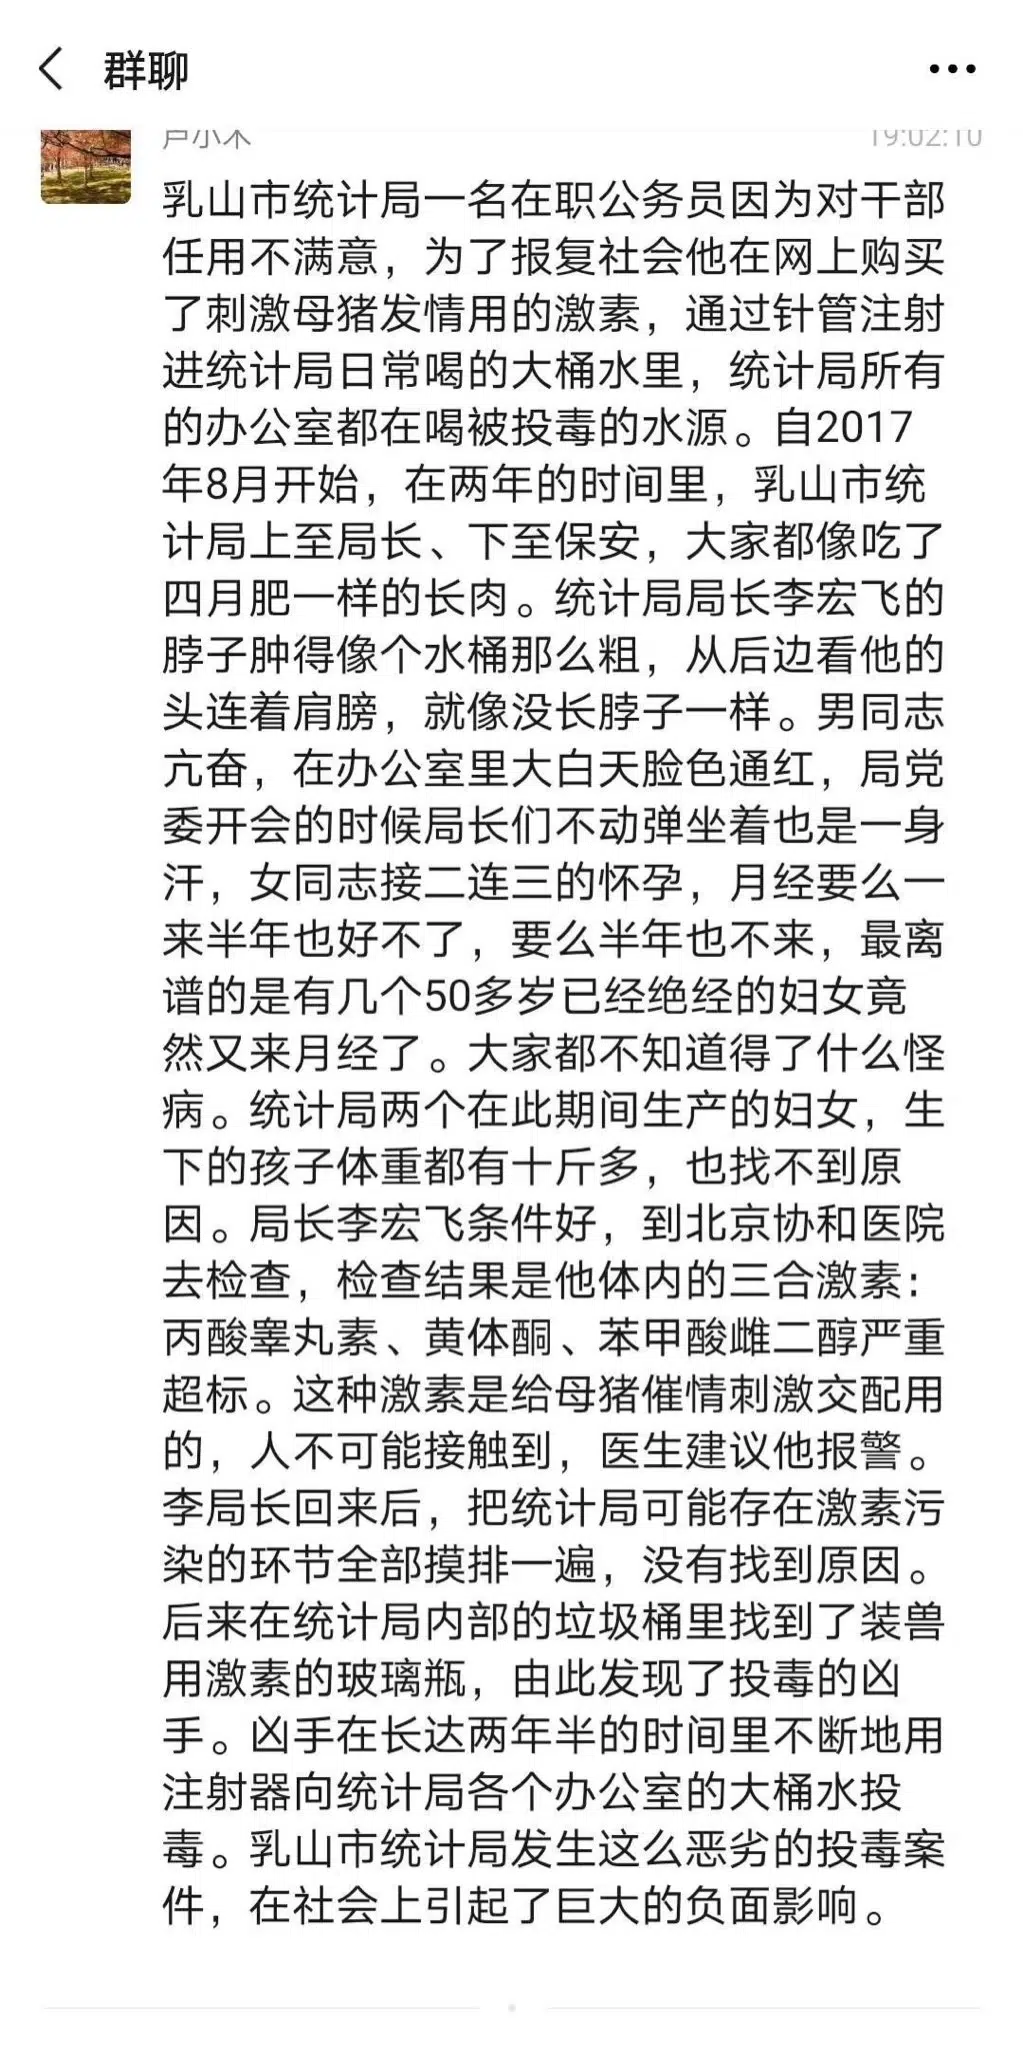 群聊
卢小木
19:02:10
乳山市统计局一名在职公务员因为对干部
任用不满意，为了报复社会他在网上购买
了刺激母猪发情用的激素，通过针管注射
进统计局日常喝的大桶水里，统计局所有
的办公室都在喝被投毒的水源。自2017
年8月开始，在两年的时间里，乳山市统
计局上至局长、下至保安，大家都像吃了
四月肥一样的长肉。统计局局长李宏飞的
脖子肿得像个水桶那么粗，从后边看他的
头连着肩膀，就像没长脖子一样。男同志
亢奋，在办公室里大白天脸色通红，局党
委开会的时候局长们不动弹坐着也是一身
汗，女同志接二连三的怀孕，月经要么一
来半年也好不了，要么半年也不来，最离
谱的是有几个50多岁已经绝经的妇女竟
然又来月经了。大家都不知道得了什么怪
病。统计局两个在此期间生产的妇女，生
下的孩子体重都有十斤多，也找不到原
因。局长李宏飞条件好，到北京协和医院
去检查，检查结果是他体内的三合激素：
丙酸睾丸素、黄体酮、苯甲酸雌二醇严重
超标。这种激素是给母猪催情刺激交配用
的，人不可能接触到，医生建议他报警。
李局长回来后，把统计局可能存在激素污
染的环节全部摸排一遍，没有找到原因。
后来在统计局内部的垃圾桶里找到了装兽
用激素的玻璃瓶，由此发现了投毒的凶
手。凶手在长达两年半的时间里不断地用
注射器向统计局各个办公室的大桶水投
毒。乳山市统计局发生这么恶劣的投毒案
件，在社会上引起了巨大的负面影响。